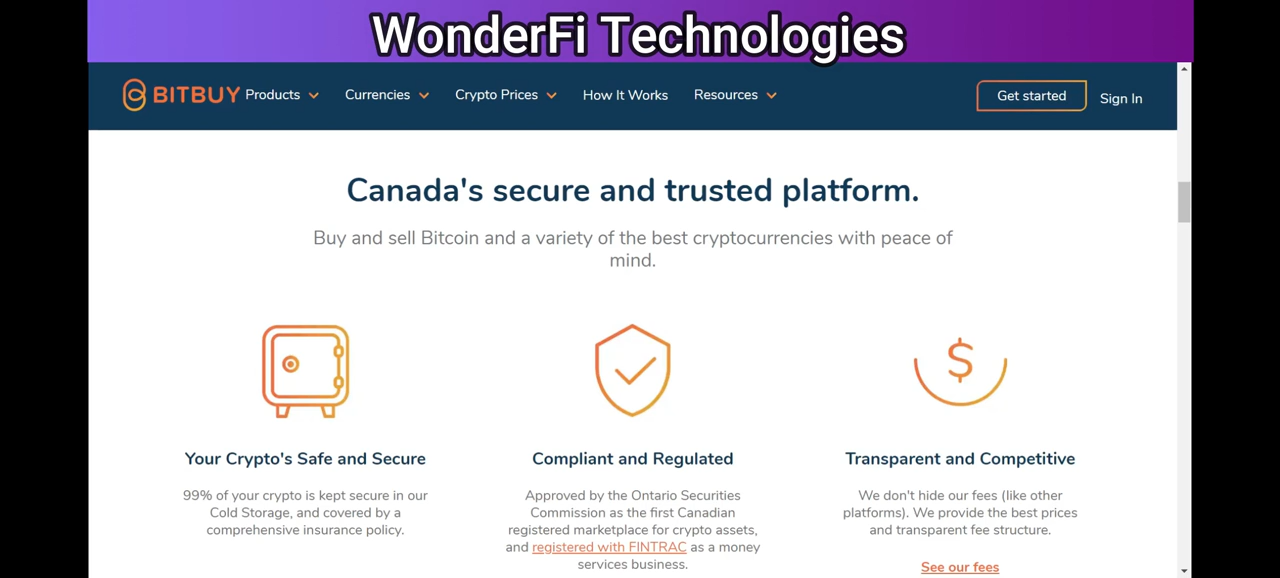 WonderFi Technologies
BITBUY Products Currencies Crypto Prices How It Works Resources Get started Sign In
Canada's secure and trusted platform.
Buy and sell Bitcoin and a variety of the best cryptocurrencies with peace of
mind.
$
Your Crypto's Safe and Secure
99% of your crypto is kept secure in our
Cold Storage, and covered by a
comprehensive insurance policy.
Compliant and Regulated
Approved by the Ontario Securities
Commission as the first Canadian
registered marketplace for crypto assets,
and registered with FINTRAC as a money
services business.
Transparent and Competitive
We don't hide our fees (like other
platforms). We provide the best prices
and transparent fee structure.
See our fees